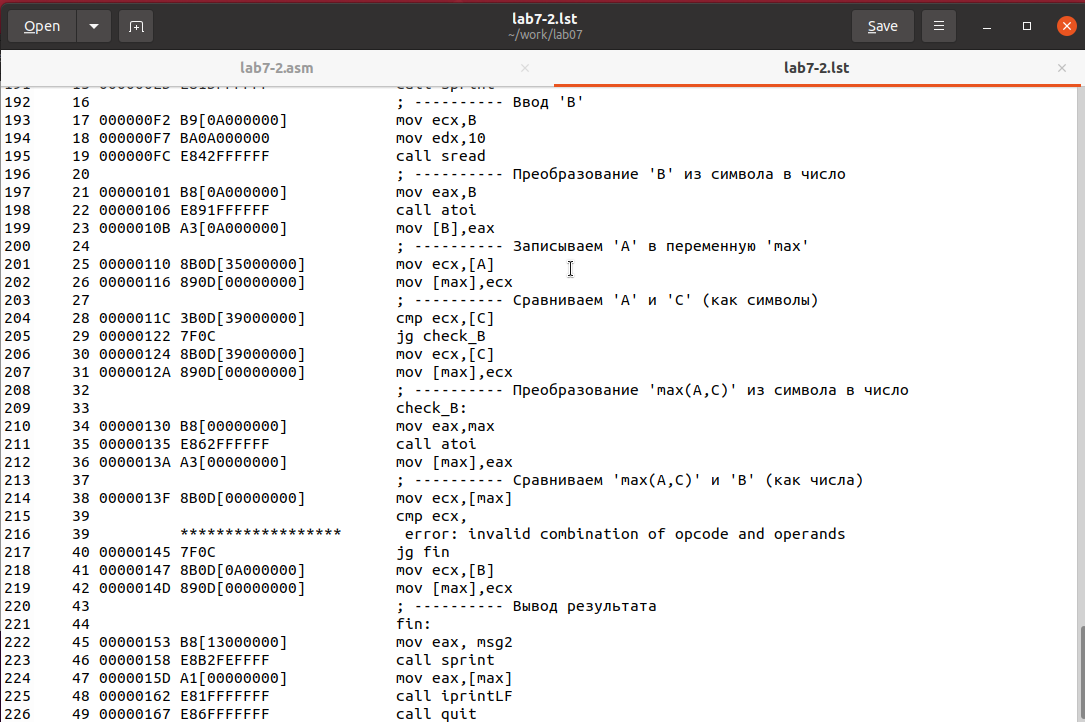 Open
lab7-2.lst
~/work/lab07
Save
lab7-2.asm
lab7-2.lst
192 16 ; ---------- Ввод 'B'
193 17 000000F2 B9[0A000000] mov ecx,B
194 18 000000F7 BA0A000000 mov edx,10
195 19 000000FC E842FFFFFF call sread
196 20 ; ---------- Преобразование 'B' из символа в число
197 21 00000101 B8[0A000000] mov eax,B
198 22 00000106 E891FFFFFF call atoi
199 23 0000010B A3[0A000000] mov [B],eax
200 24 ; ---------- Записываем 'A' в переменную 'max'
201 25 00000110 8B0D[35000000] mov ecx,[A]
202 26 00000116 890D[00000000] mov [max],ecx
203 27 ; ---------- Сравниваем 'A' и 'C' (как символы)
204 28 0000011C 3B0D[39000000] cmp ecx,[C]
205 29 00000122 7F0C jg check_B
206 30 00000124 8B0D[39000000] mov ecx,[C]
207 31 0000012A 890D[00000000] mov [max],ecx
208 32 ; ---------- Преобразование 'max(A,C)' из символа в число
209 33 check_B:
210 34 00000130 B8[00000000] mov eax,max
211 35 00000135 E862FFFFFF call atoi
212 36 0000013A A3[00000000] mov [max],eax
213 37 ; ---------- Сравниваем 'max(A,C)' и 'B' (как числа)
214 38 0000013F 8B0D[00000000] mov ecx,[max]
215 39 cmp ecx,
216 39 ****************** error: invalid combination of opcode and operands
217 40 00000145 7F0C jg fin
218 41 00000147 8B0D[0A000000] mov ecx,[B]
219 42 0000014D 890D[00000000] mov [max],ecx
220 43 ; ---------- Вывод результата
221 44 fin:
222 45 00000153 B8[13000000] mov eax, msg2
223 46 00000158 E8B2FEFFFF call sprint
224 47 0000015D A1[00000000] mov eax,[max]
225 48 00000162 E81FFFFFFF call iprintLF
226 49 00000167 E86FFFFFFF call quit